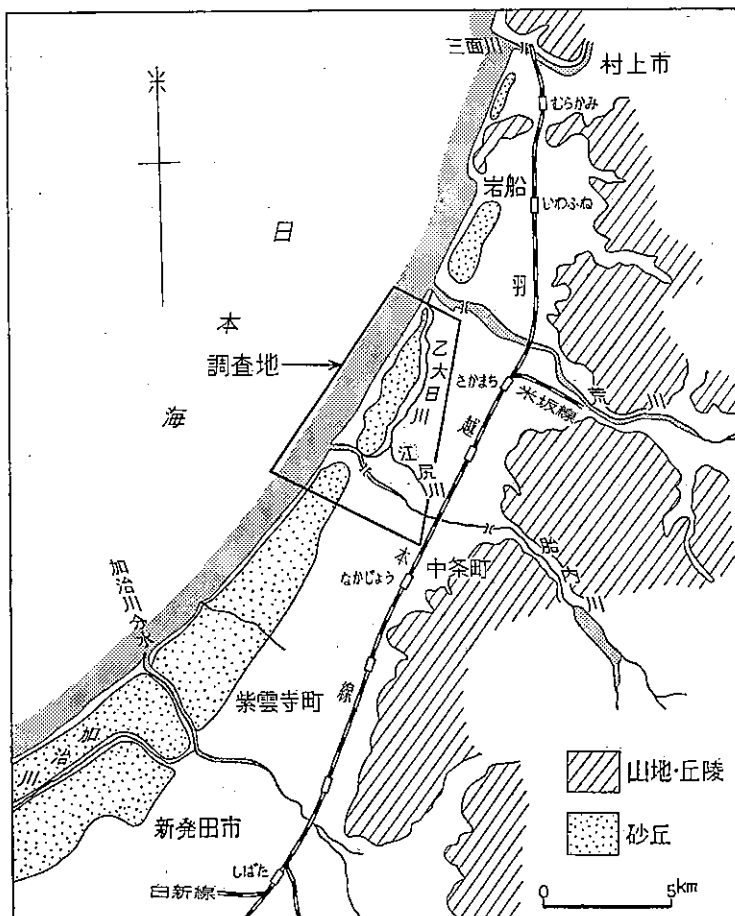 三面川
村上市
むらかみ
岩船
いわふね
日本海
羽越本線
調査地
乙大日川
さかまち
米坂線
荒川
江尻川
胎内川
なかじょう
中条町
加治川分水
紫雲寺町
加治川
新発田市
しばた
白新線
山地・丘陵
砂丘
0 5km